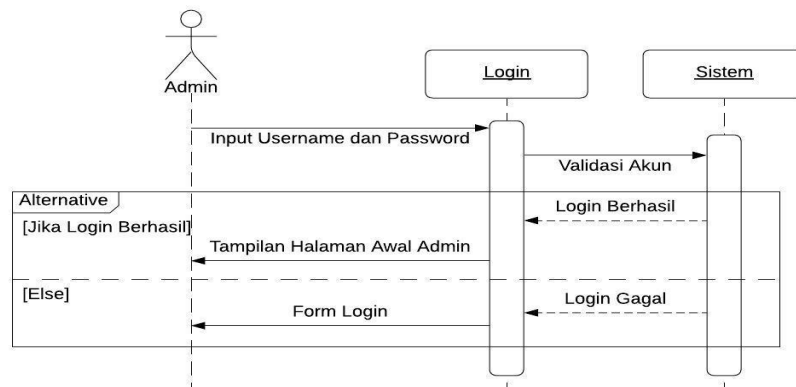 Admin
Login
Sistem
Input Username dan Password
Validasi Akun
Alternative
Login Berhasil
[Jika Login Berhasil]
Tampilan Halaman Awal Admin
[Else]
Login Gagal
Form Login